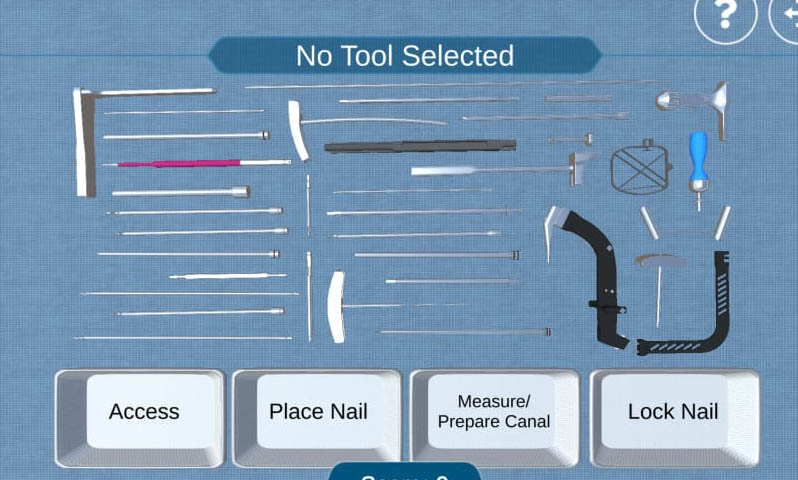 ?
No Tool Selected
Access
Place Nail
Measure/
Prepare Canal
Lock Nail